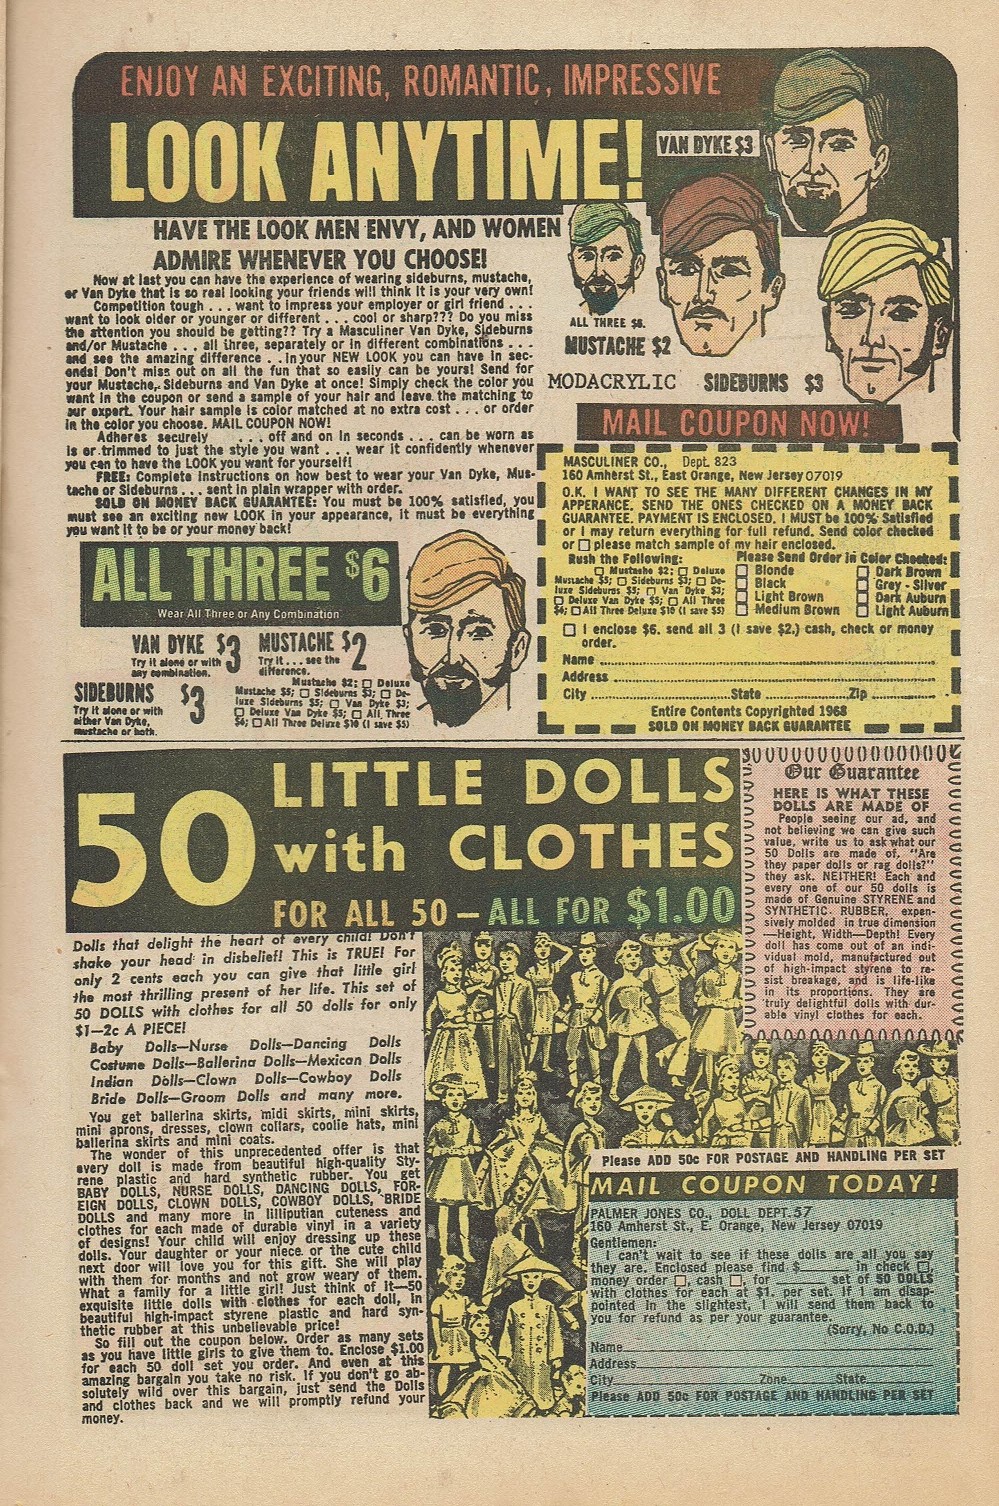 ENJOY AN EXCITING, ROMANTIC, IMPRESSIVE
LOOK ANYTIME!
VAN DYKE $3
HAVE THE LOOK MEN ENVY, AND WOMEN
ADMIRE WHENEVER YOU CHOOSE!
Now at last you can have the experience of wearing sideburns, mustache,
or Van Dyke that is so real looking your friends will think it is your very own!
Competition tough . . . want to impress your employer or girl friend . . .
want to look older or younger or different . . . cool or sharp??? Do you miss
the attention you should be getting?? Try a Masculiner Van Dyke, Sideburns
and/or Mustache . . . all three, separately or in different combinations . . .
and see the amazing difference . . in your NEW LOOK you can have in sec-
onds! Don't miss out on all the fun that so easily can be yours! Send for
your Mustache, Sideburns and Van Dyke at once! Simply check the color you
want in the coupon or send a sample of your hair and leave the matching to
our expert. Your hair sample is color matched at no extra cost . . . or order
in the color you choose. MAIL COUPON NOW!
Adheres securely . . . off and on in seconds . . . can be worn as
is or trimmed to just the style you want . . . wear it confidently whenever
you can to have the LOOK you want for yourself!
FREE: Complete instructions on how best to wear your Van Dyke, Mus-
tache or Sideburns . . . sent in plain wrapper with order.
SOLD ON MONEY BACK GUARANTEE: You must be 100% satisfied, you
must see an exciting new LOOK in your appearance, it must be everything
you want it to be or your money back!
ALL THREE $6.
MUSTACHE $2
MODACRYLIC SIDEBURNS $3
ALL THREE $6
Wear All Three or Any Combination
VAN DYKE $3
Try it alone or with
any combination.
MUSTACHE $2
Try it . . . see the
difference.
SIDEBURNS $3
Try it alone or with
either Van Dyke,
mustache or both.
Mustache $2; □ Deluxe
Mustache $5; □ Sideburns $3; □ De-
luxe Sideburns $5; □ Van Dyke $3;
□ Deluxe Van Dyke $5; □ All Three
$6; □ All Three Deluxe $10 (I save $5)
MAIL COUPON NOW!
MASCULINER CO., Dept. 823
160 Amherst St., East Orange, New Jersey 07019
O.K. I WANT TO SEE THE MANY DIFFERENT CHANGES IN MY
APPERANCE. SEND THE ONES CHECKED ON A MONEY BACK
GUARANTEE. PAYMENT IS ENCLOSED. I MUST be 100% Satisfied
or I may return everything for full refund. Send color checked
or □ please match sample of my hair enclosed.
Rush the Following:
□ Mustache $2; □ Deluxe
Mustache $5; □ Sideburns $3; □ De-
luxe Sideburns $5; □ Van Dyke $3;
□ Deluxe Van Dyke $5; □ All Three
$6; □ All Three Deluxe $10 (I save $5)
Please Send Order in Color Checked:
□ Blonde □ Dark Brown
□ Black □ Grey - Silver
□ Light Brown □ Dark Auburn
□ Medium Brown □ Light Auburn
□ I enclose $6. send all 3 (I save $2.) cash, check or money
order.
Name
Address
City State Zip
Entire Contents Copyrighted 1968
SOLD ON MONEY BACK GUARANTEE
50 LITTLE DOLLS
with CLOTHES
FOR ALL 50 — ALL FOR $1.00
Dolls that delight the heart of every child! Don't
shake your head in disbelief! This is TRUE! For
only 2 cents each you can give that little girl
the most thrilling present of her life. This set of
50 DOLLS with clothes for all 50 dolls for only
$1—2c A PIECE!
Baby Dolls—Nurse Dolls—Dancing Dolls
Costume Dolls—Ballerina Dolls—Mexican Dolls
Indian Dolls—Clown Dolls—Cowboy Dolls
Bride Dolls—Groom Dolls and many more.
You get ballerina skirts, midi skirts, mini skirts,
mini aprons, dresses, clown collars, coolie hats, mini
ballerina skirts and mini coats.
The wonder of this unprecedented offer is that
every doll is made from beautiful high-quality Sty-
rene plastic and hard synthetic rubber. You get
BABY DOLLS, NURSE DOLLS, DANCING DOLLS, FOR-
EIGN DOLLS, CLOWN DOLLS, COWBOY DOLLS, BRIDE
DOLLS and many more in lilliputian cuteness and
clothes for each made of durable vinyl in a variety
of designs! Your child will enjoy dressing up these
dolls. Your daughter or your niece or the cute child
next door will love you for this gift. She will play
with them for months and not grow weary of them.
What a family for a little girl! Just think of it—50
exquisite little dolls with clothes for each doll, in
beautiful high-impact styrene plastic and hard syn-
thetic rubber at this unbelievable price!
So fill out the coupon below. Order as many sets
as you have little girls to give them to. Enclose $1.00
for each 50 doll set you order. And even at this
amazing bargain you take no risk. If you don't go ab-
solutely wild over this bargain, just send the Dolls
and clothes back and we will promptly refund your
money.
Our Guarantee
HERE IS WHAT THESE
DOLLS ARE MADE OF
People seeing our ad, and
not believing we can give such
value, write us to ask what our
50 Dolls are made of. "Are
they paper dolls or rag dolls?"
they ask. NEITHER! Each and
every one of our 50 dolls is
made of Genuine STYRENE and
SYNTHETIC RUBBER, expen-
sively molded in true dimension
—Height, Width—Depth! Every
doll has come out of an indi-
vidual mold, manufactured out
of high-impact styrene to re-
sist breakage, and is life-like
in its proportions. They are
truly delightful dolls with dur-
able vinyl clothes for each.
Please ADD 50c FOR POSTAGE AND HANDLING PER SET
MAIL COUPON TODAY!
PALMER JONES CO., DOLL DEPT. 57
160 Amherst St., E. Orange, New Jersey 07019
Gentlemen:
I can't wait to see if these dolls are all you say
they are. Enclosed please find $______ in check □,
money order □, cash □, for ______ set of 50 DOLLS
with clothes for each at $1. per set. If I am disap-
pointed in the slightest, I will send them back to
you for refund as per your guarantee.
(Sorry, No C.O.D.)
Name
Address
City Zone State
Please ADD 50c FOR POSTAGE AND HANDLING PER SET